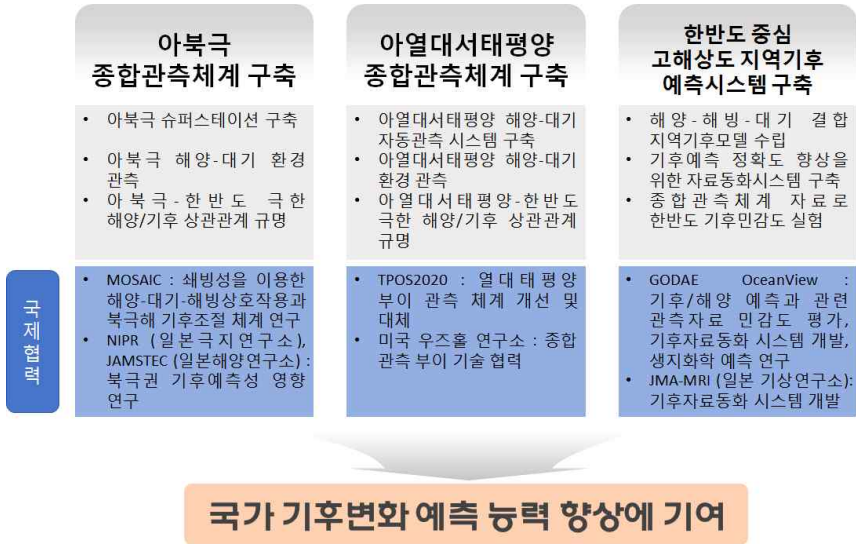 아북극
종합관측체계 구축
• 아북극 슈퍼스테이션 구축
• 아북극 해양-대기 환경
관측
• 아북극-한반도 극한
해양/기후 상관관계 규명
아열대서태평양
종합관측체계 구축
• 아열대서태평양 해양-대기
자동관측 시스템 구축
• 아열대서태평양 해양-대기
환경 관측
• 아열대서태평양-한반도
극한 해양/기후 상관관계
규명
한반도 중심
고해상도 지역기후
예측시스템 구축
• 해양-해빙-대기 결합
지역기후모델 수립
• 기후예측 정확도 향상을
위한 자료동화시스템 구축
• 종합관측체계 자료로
한반도 기후민감도 실험
국제협력
• MOSAIC : 쇄빙성을 이용한
해양-대기-해빙상호작용과
북극해 기후조절 체계 연구
• NIPR (일본극지연구소),
JAMSTEC (일본해양연구소) :
북극권 기후예측성 영향
연구
• TPOS2020 : 열대태평양
부이 관측 체계 개선 및
대체
• 미국 우즈홀 연구소 : 종합
관측 부이 기술 협력
• GODAE OceanView :
기후/해양 예측과 관련
관측자료 민감도 평가,
기후자료동화 시스템 개발,
생지화학 예측 연구
• JMA-MRI (일본 기상연구소):
기후자료동화 시스템 개발
국가 기후변화 예측 능력 향상에 기여